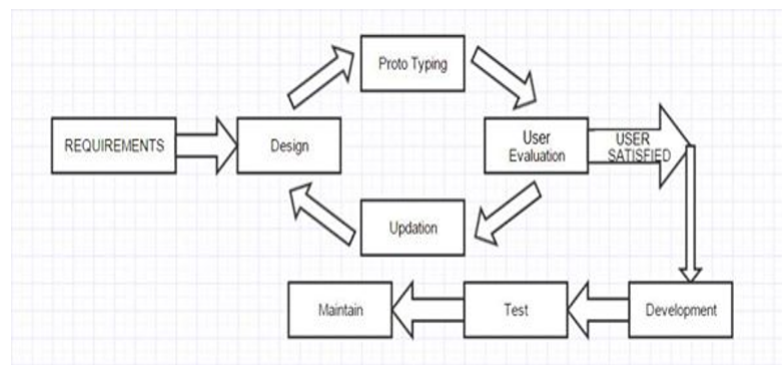 Proto Typing
REQUIREMENTS
Design
User
Evaluation
USER
SATISFIED
Updation
Maintain
Test
Development